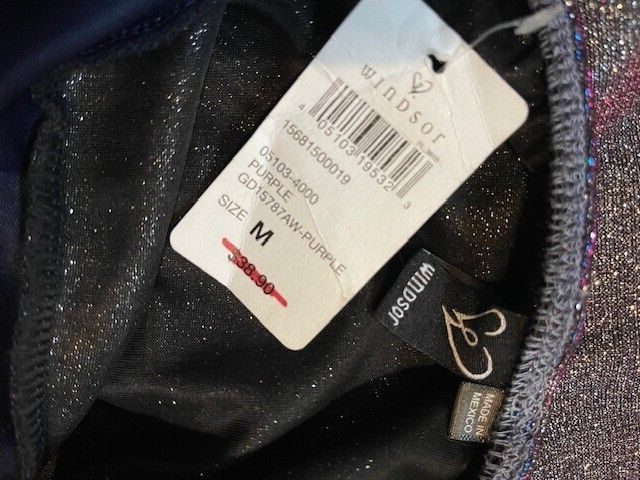 WINDSOR
4 05103 19532 3
15681500019
05103-4000
PURPLE
GD15787AW-PURPLE
SIZE M
$38.90
WINDSOR
MADE IN
MEXICO